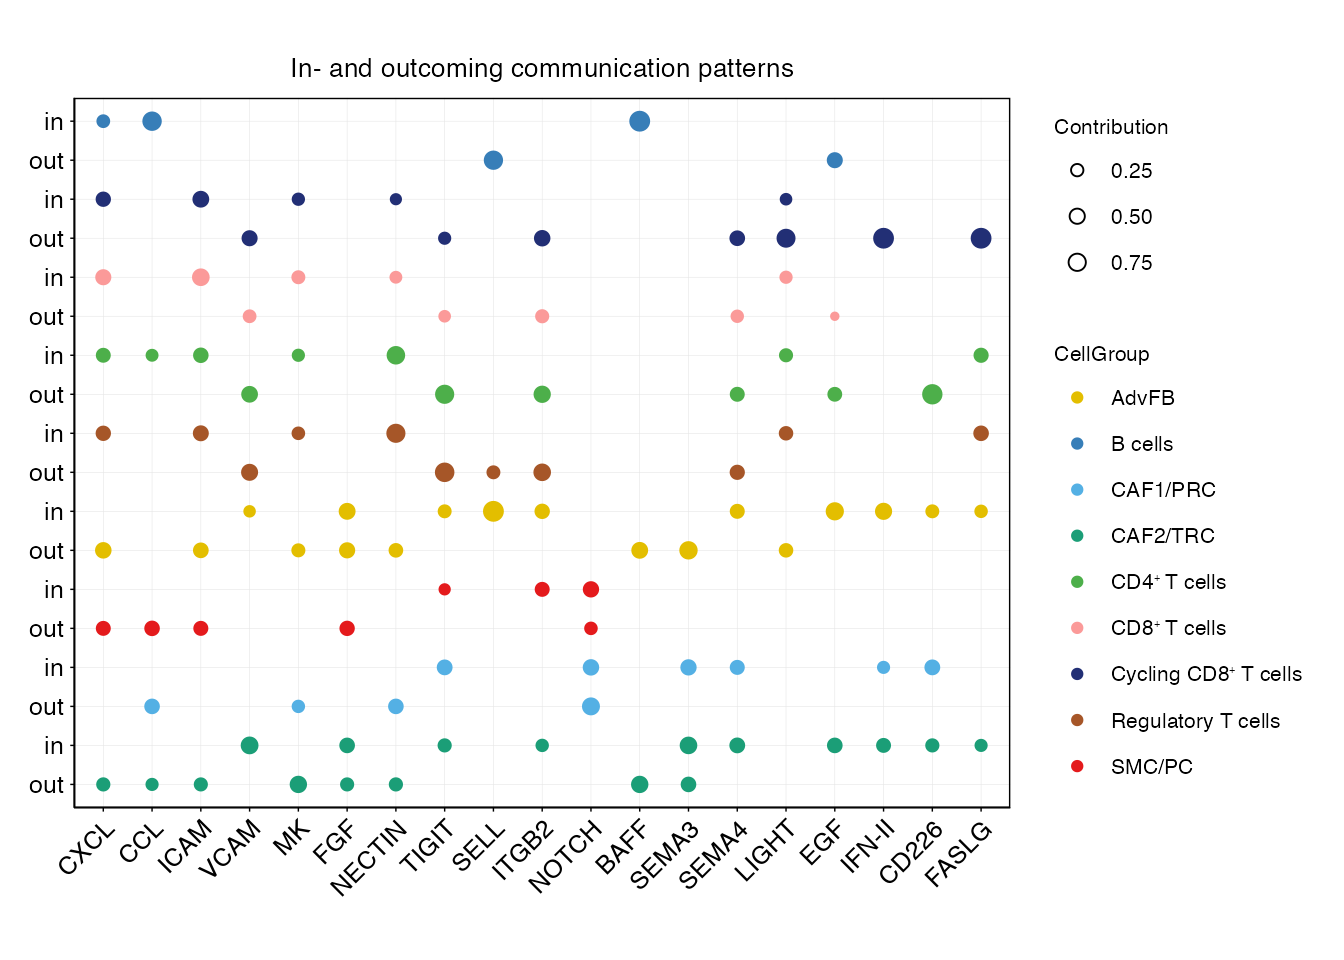 In- and outcoming communication patterns
in
out
in
out
in
out
in
out
in
out
in
out
in
out
in
out
in
out
CXCL
CCL
ICAM
VCAM
MK
FGF
NECTIN
TIGIT
SELL
ITGB2
NOTCH
BAFF
SEMA3
SEMA4
LIGHT
EGF
IFN-II
CD226
FASLG
Contribution
0.25
0.50
0.75
CellGroup
AdvFB
B cells
CAF1/PRC
CAF2/TRC
CD4⁺ T cells
CD8⁺ T cells
Cycling CD8⁺ T cells
Regulatory T cells
SMC/PC